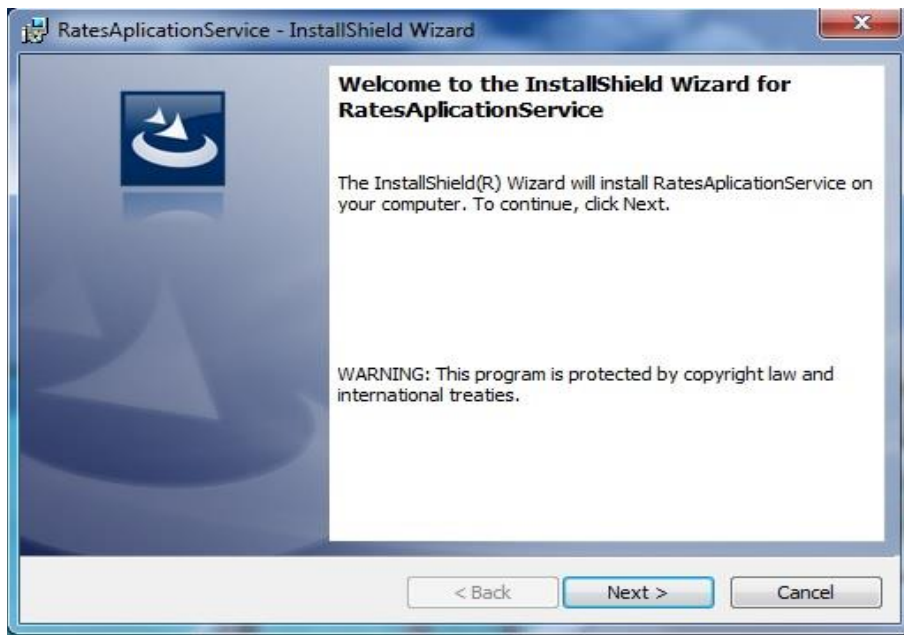 RatesAplicationService - InstallShield Wizard
Welcome to the InstallShield Wizard for
RatesAplicationService
The InstallShield(R) Wizard will install RatesAplicationService on
your computer. To continue, click Next.
WARNING: This program is protected by copyright law and
international treaties.
< Back Next > Cancel